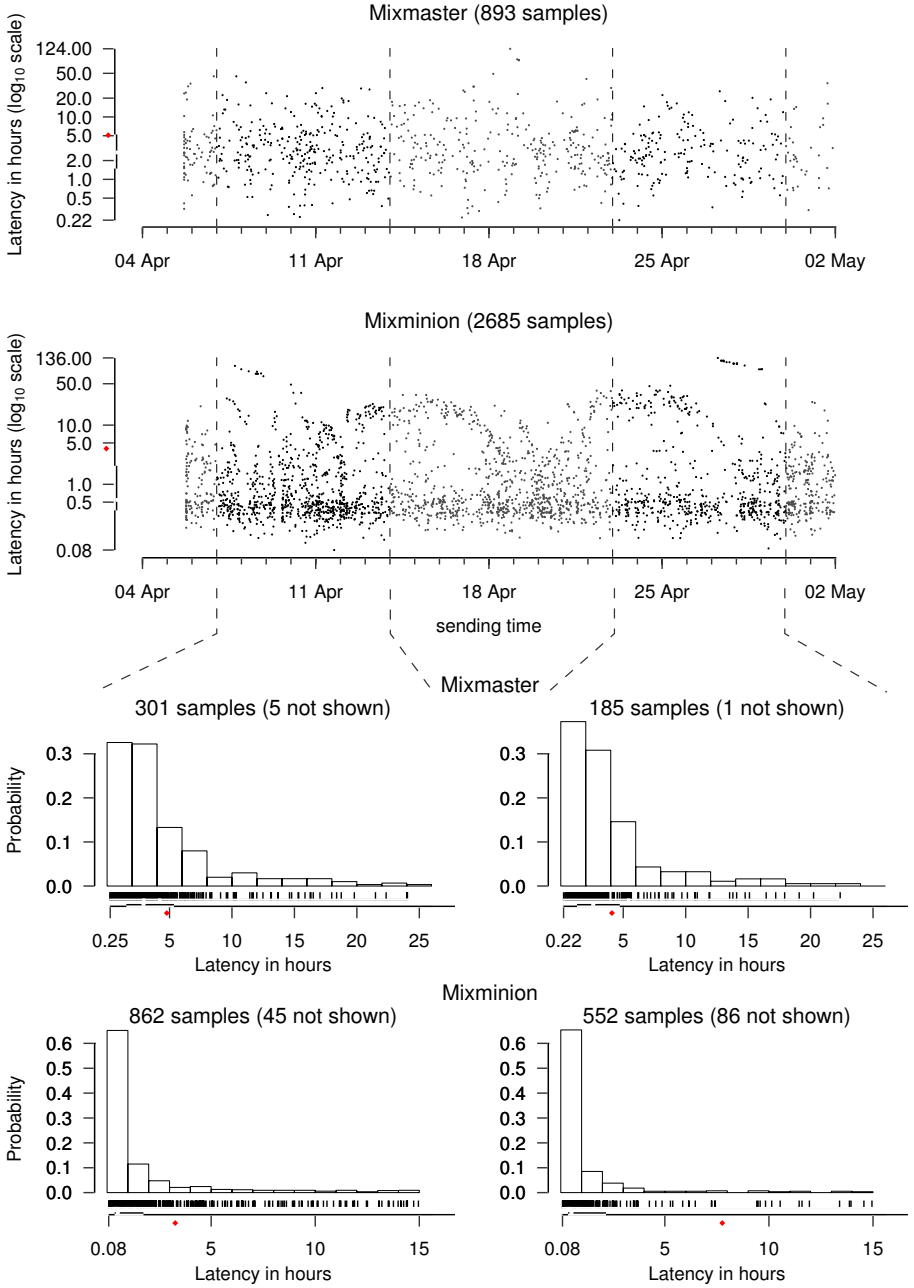 Mixmaster (893 samples)
Latency in hours (log10 scale)
124.00
50.0
20.0
10.0
5.0
2.0
1.0
0.5
0.22
04 Apr 11 Apr 18 Apr 25 Apr 02 May
Mixminion (2685 samples)
Latency in hours (log10 scale)
136.00
50.0
10.0
5.0
1.0
0.5
0.08
04 Apr 11 Apr 18 Apr 25 Apr 02 May
sending time
Mixmaster
301 samples (5 not shown)
Probability
0.3
0.2
0.1
0.0
0.25 5 10 15 20 25
Latency in hours
185 samples (1 not shown)
0.3
0.2
0.1
0.0
0.22 5 10 15 20 25
Latency in hours
Mixminion
862 samples (45 not shown)
Probability
0.6
0.5
0.4
0.3
0.2
0.1
0.0
0.08 5 10 15
Latency in hours
552 samples (86 not shown)
0.6
0.5
0.4
0.3
0.2
0.1
0.0
0.08 5 10 15
Latency in hours